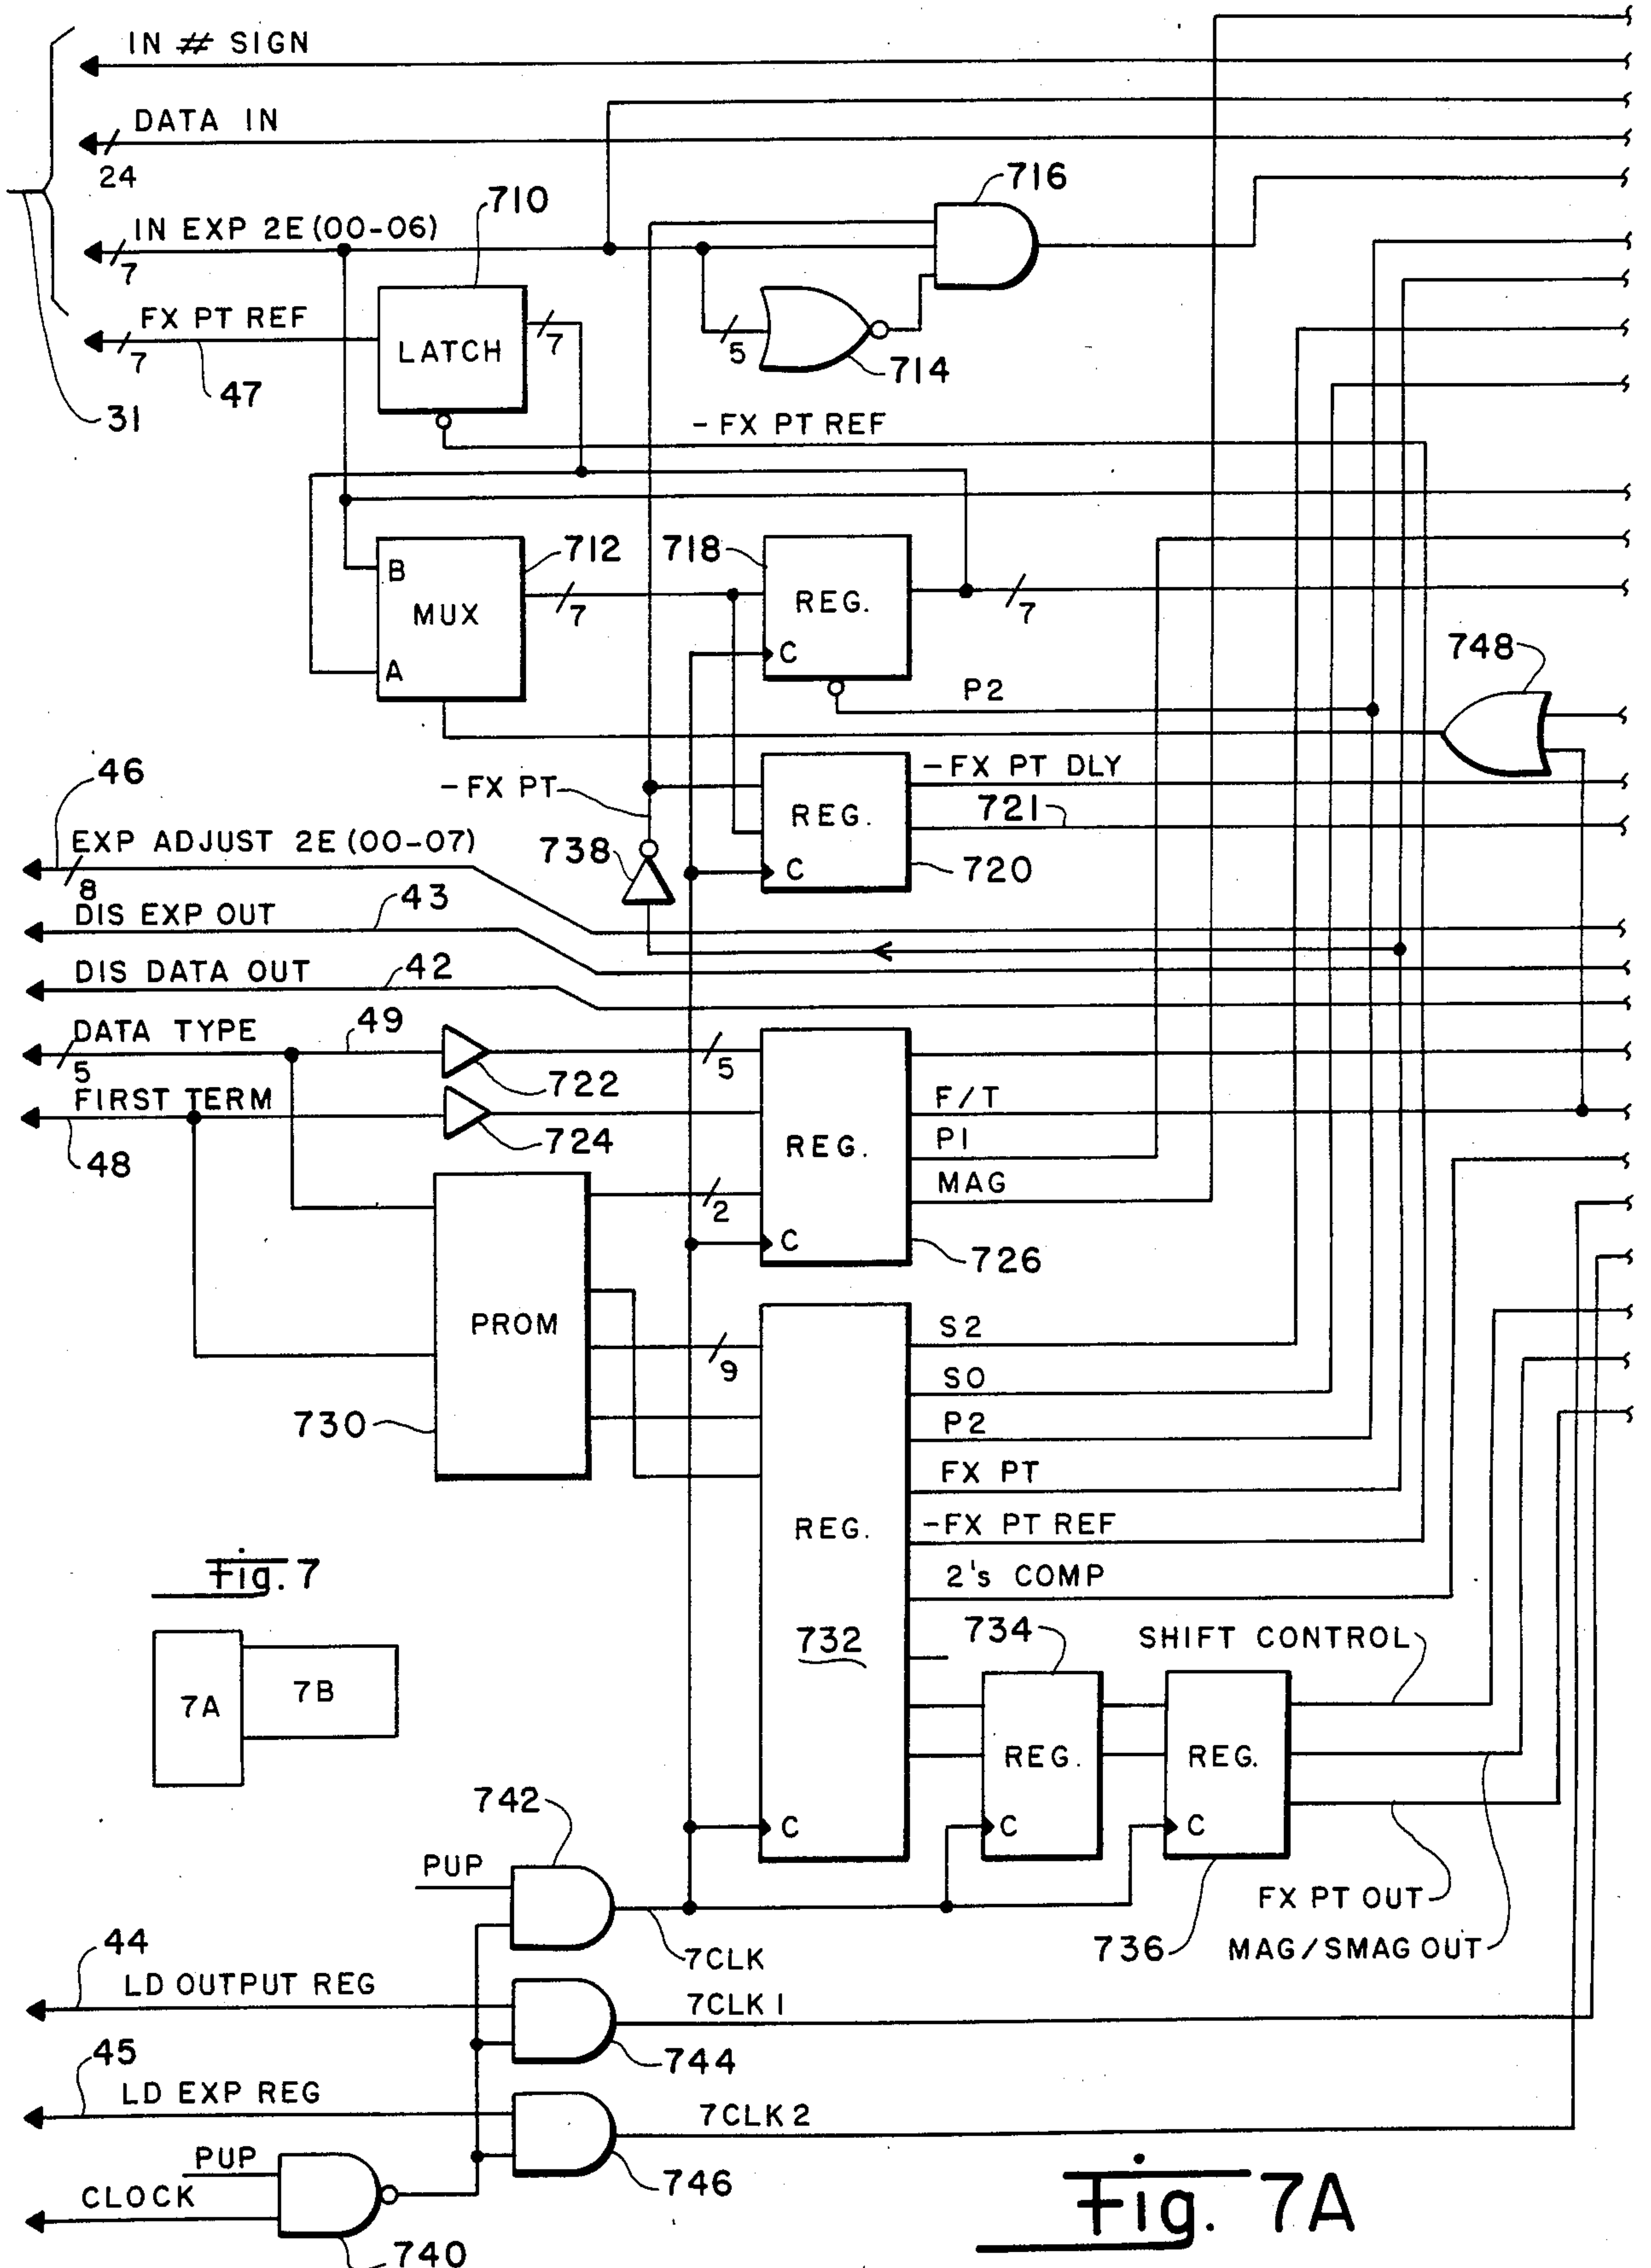 IN # SIGN
DATA IN
24
716
710
IN EXP 2E (00-06)
7
FX PT REF
7
7
LATCH
5
714
47
31
-FX PT REF
712
718
B
MUX
A
7
REG.
C
7
748
P2
46
-FX PT
-FX PT DLY
721
REG.
C
720
EXP ADJUST 2E (00-07)
8
738
DIS EXP OUT
43
DIS DATA OUT
42
DATA TYPE
5
49
722
5
FIRST TERM
48
724
F/T
P1
MAG
REG.
2
C
726
PROM
730
9
S2
S0
P2
FX PT
-FX PT REF
2's COMP
REG.
732
C
Fig. 7
7A
7B
734
SHIFT CONTROL
REG.
C
REG.
C
742
PUP
7CLK
736
FX PT OUT
MAG/SMAG OUT
44
LD OUTPUT REG
7CLK1
744
45
LD EXP REG
7CLK2
746
PUP
CLOCK
740
Fig. 7A